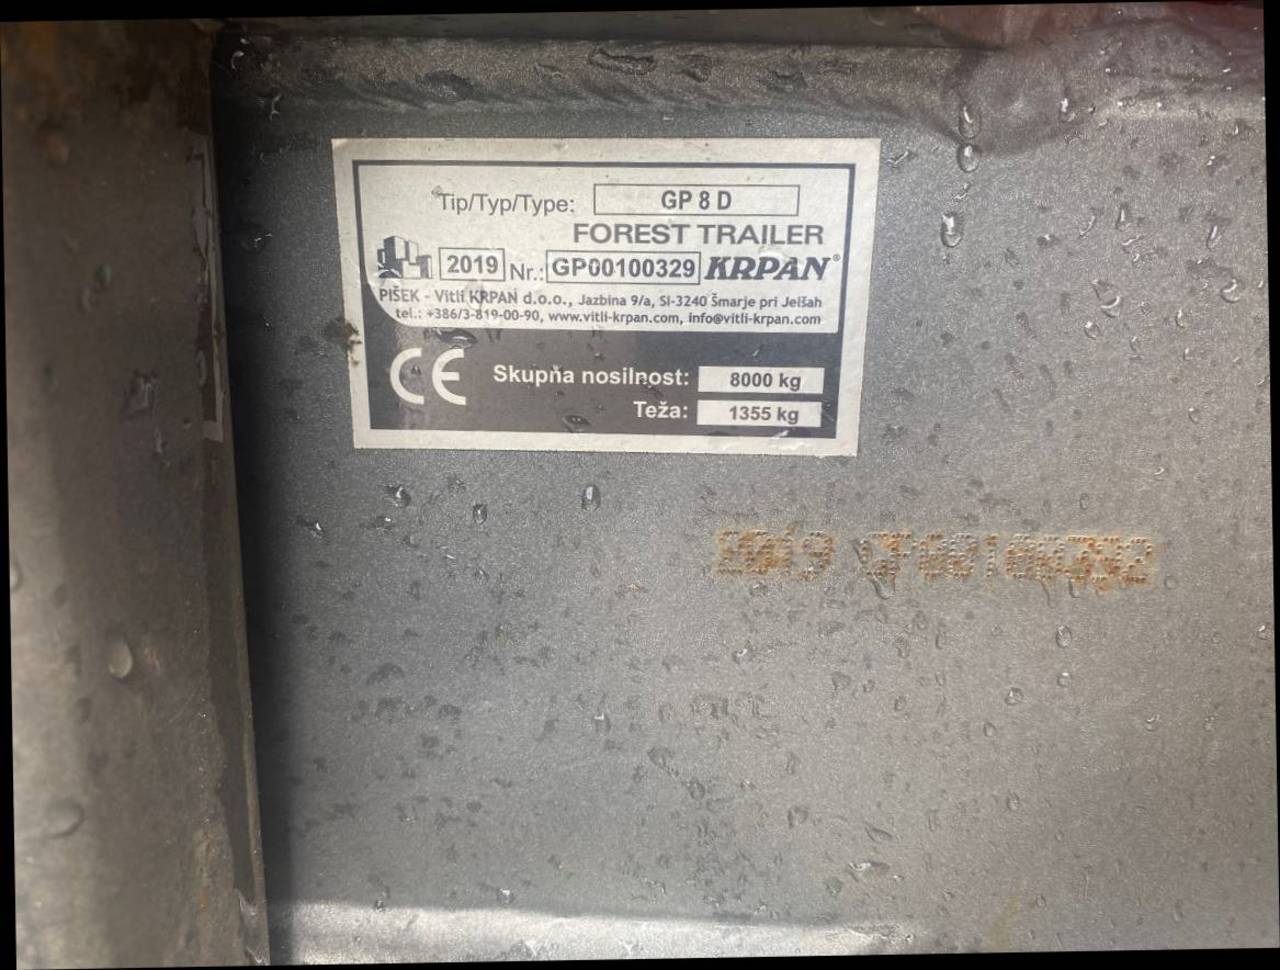 Tip/Typ/Type: GP 8 D
FOREST TRAILER
2019 Nr.: GP00100329 KRPAN®
PIŠEK - Vitli KRPAN d.o.o., Jazbina 9/a, SI-3240 Šmarje pri Jelšah
tel.: +386/3-819-00-90, www.vitli-krpan.com, info@vitli-krpan.com
CE Skupna nosilnost: 8000 kg
Teža: 1355 kg
2019